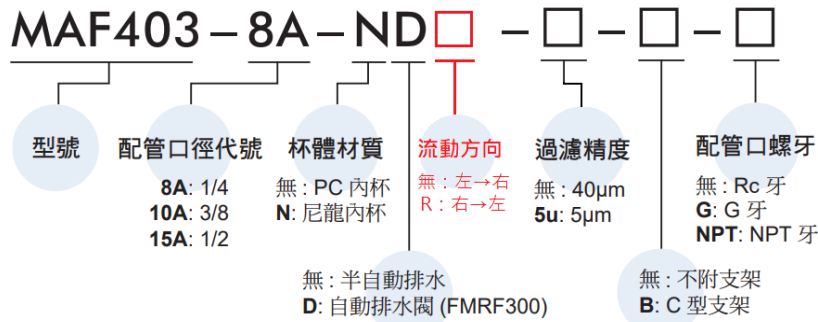 MAF403－8A－ND□ －□－□－□
型號
配管口徑代號
8A: 1/4
10A: 3/8
15A: 1/2
杯體材質
無 : PC 內杯
N: 尼龍內杯
無 : 半自動排水
D: 自動排水閥 (FMRF300)
流動方向
無：左→右
R：右→左
過濾精度
無 : 40μm
5u: 5μm
無 : 不附支架
B: C 型支架
配管口螺牙
無 : Rc 牙
G: G 牙
NPT: NPT 牙